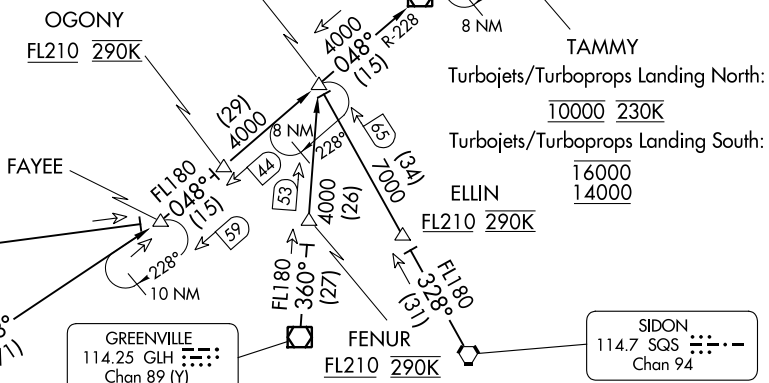 OGONY
FL210 290K
4000
048°
(15)
R-228
8 NM
TAMMY
Turbojets/Turboprops Landing North:
10000 230K
Turbojets/Turboprops Landing South:
16000
14000
(29)
4000
8 NM
228°
65
(34)
7000
FAYEE
FL180
048°
(15)
44
53
4000
(26)
ELLIN
FL210 290K
59
228°
10 NM
FL180
360°
(27)
FL180
328°
(31)
GREENVILLE
114.25 GLH
Chan 89 (Y)
FENUR
FL210 290K
SIDON
114.7 SQS
Chan 94